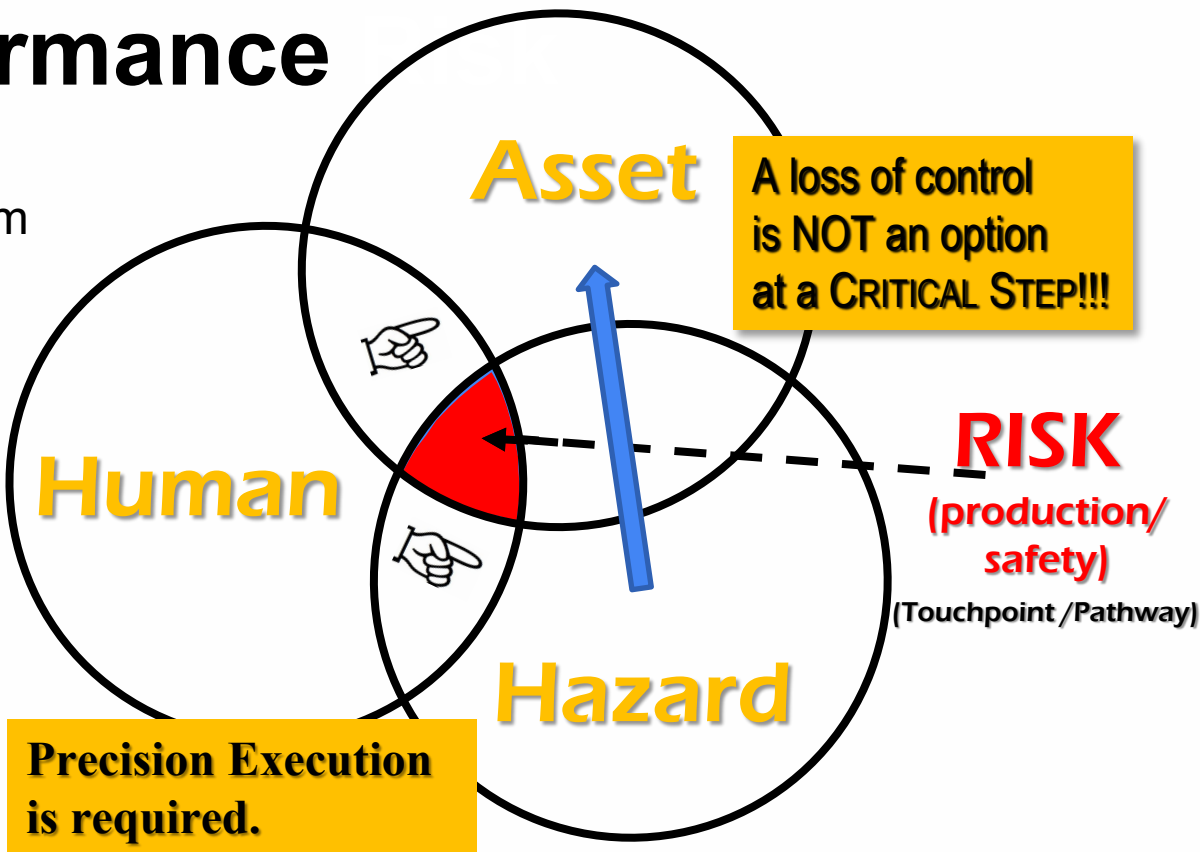 rmance
m
Asset
A loss of control
is NOT an option
at a CRITICAL STEP!!!
Human
RISK
(production/
safety)
(Touchpoint /Pathway)
Hazard
Precision Execution
is required.